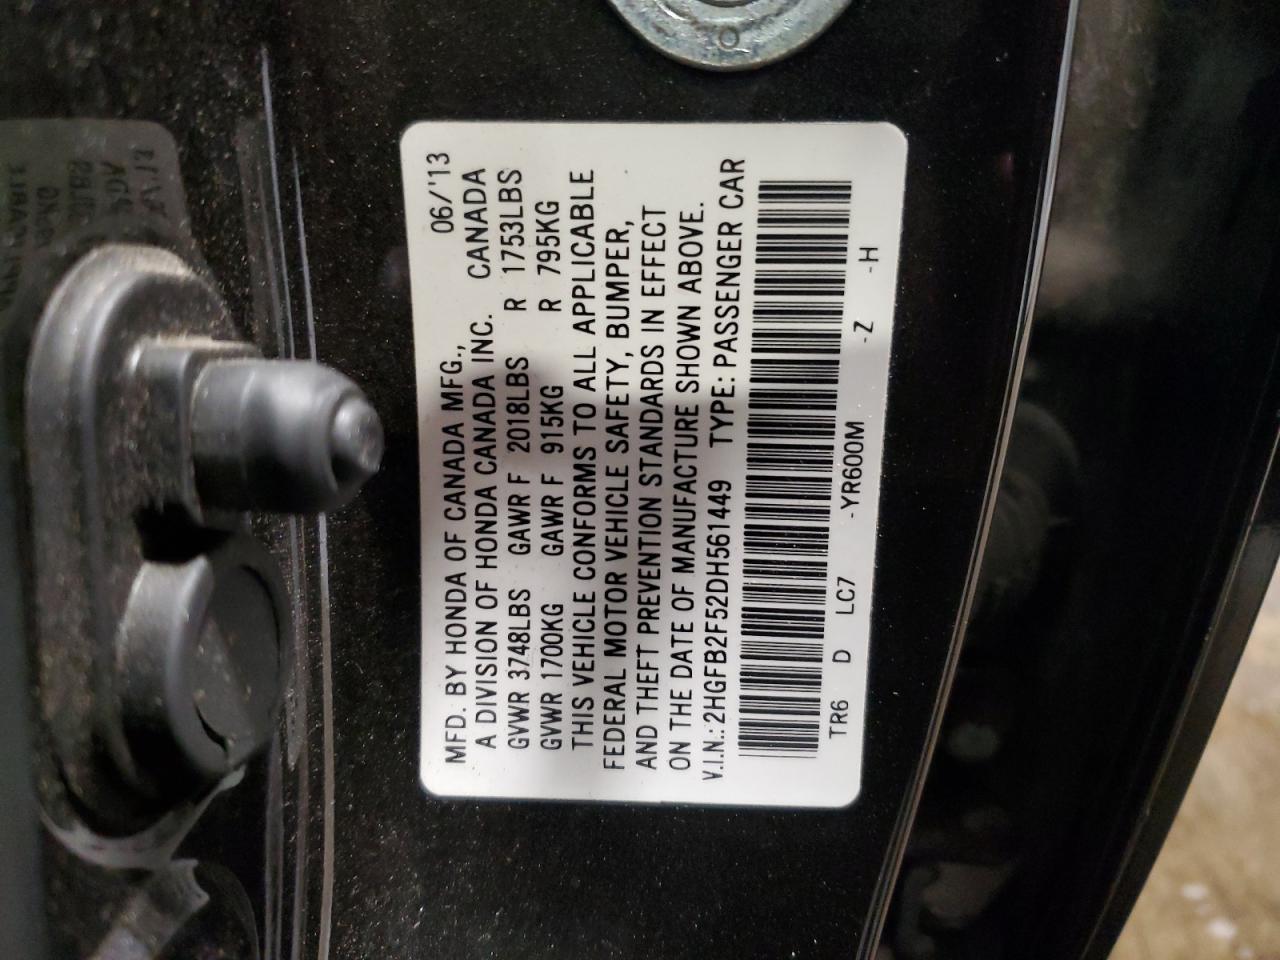 MFD. BY HONDA OF CANADA MFG., 06/'13
A DIVISION OF HONDA CANADA INC. CANADA
GVWR 3748LBS GAWR F 2018LBS R 1753LBS
GVWR 1700KG GAWR F 915KG R 795KG
THIS VEHICLE CONFORMS TO ALL APPLICABLE
FEDERAL MOTOR VEHICLE SAFETY, BUMPER,
AND THEFT PREVENTION STANDARDS IN EFFECT
ON THE DATE OF MANUFACTURE SHOWN ABOVE.
V.I.N.:2HGFB2F52DH561449 TYPE:PASSENGER CAR
TR6 D LC7 -YR600M -Z -H